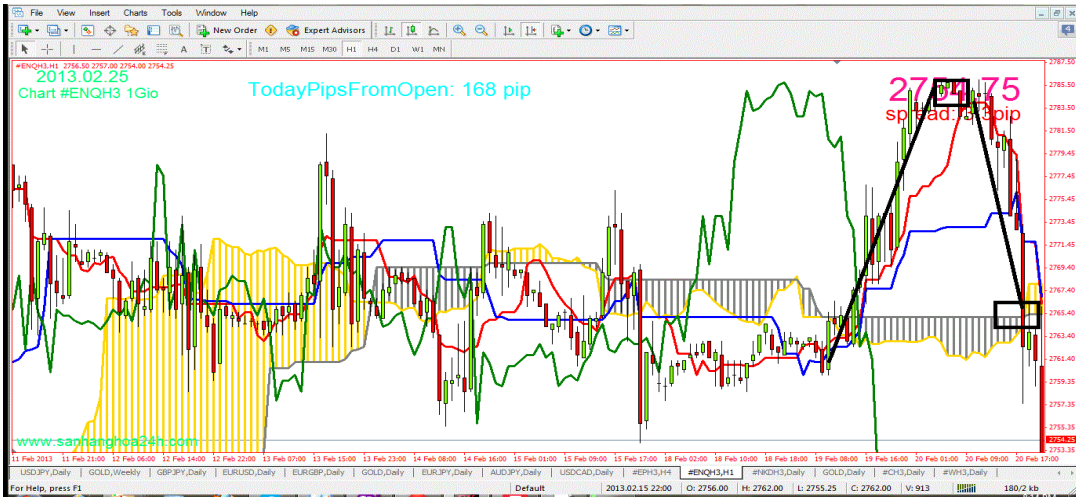 File View Insert Charts Tools Window Help
New Order Expert Advisors
A T M1 M5 M15 M30 H1 H4 D1 W1 MN
4
#ENQH3,H1 2756.50 2757.00 2754.00 2754.25
2013.02.25
Chart #ENQH3 1Gio
TodayPipsFromOpen: 168 pip
2754.75
pip
2787.50
2785.50
2783.50
2781.50
2779.45
2777.45
2775.45
2773.45
2771.45
2769.40
2767.40
2765.40
2763.40
2761.40
2759.35
2757.35
2755.35
2754.25
2753.35
www.sanhanghoa24h.com
11 Feb 2013 11 Feb 21:00 12 Feb 06:00 12 Feb 14:00 12 Feb 22:00 13 Feb 07:00 13 Feb 15:00 13 Feb 23:00 14 Feb 08:00 14 Feb 16:00 15 Feb 01:00 15 Feb 09:00 15 Feb 17:00 18 Feb 02:00 18 Feb 10:00 18 Feb 18:00 19 Feb 08:00 19 Feb 16:00 20 Feb 01:00 20 Feb 09:00 20 Feb 17:00
USDJPY,Daily GOLD,Weekly GBPJPY,Daily EURUSD,Daily EURGBP,Daily GOLD,Daily EURJPY,Daily AUDJPY,Daily USDCAD,Daily #EPH3,H4 #ENQH3,H1 #NKDH3,Daily GOLD,Daily #CH3,Daily #WH3,Daily
For Help, press F1 Default 2013.02.15 22:00 O: 2756.00 H: 2762.00 L: 2755.25 C: 2762.00 V: 913 180/2 kb